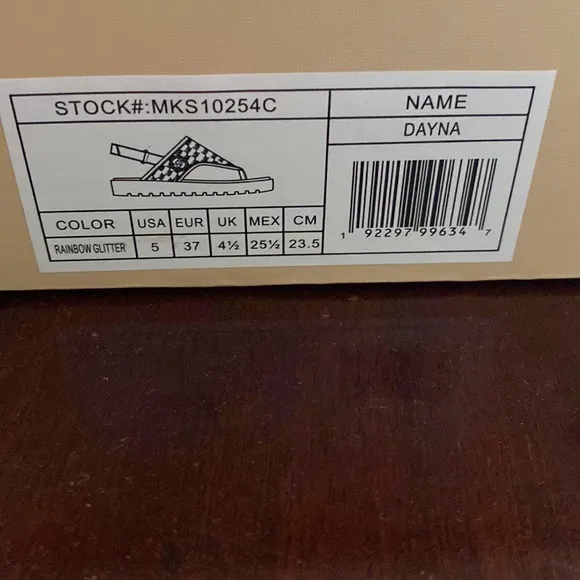 STOCK#:MKS10254C
NAME
DAYNA
COLOR USA EUR UK MEX CM
RAINBOW GLITTER 5 37 4½ 25½ 23.5
1 92297 99634 7